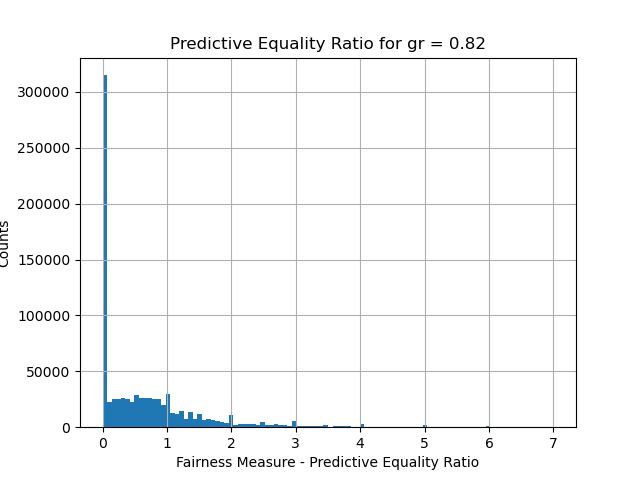 Predictive Equality Ratio for gr = 0.82
300000
250000
200000
150000
100000
50000
0
Counts
0 1 2 3 4 5 6 7
Fairness Measure - Predictive Equality Ratio